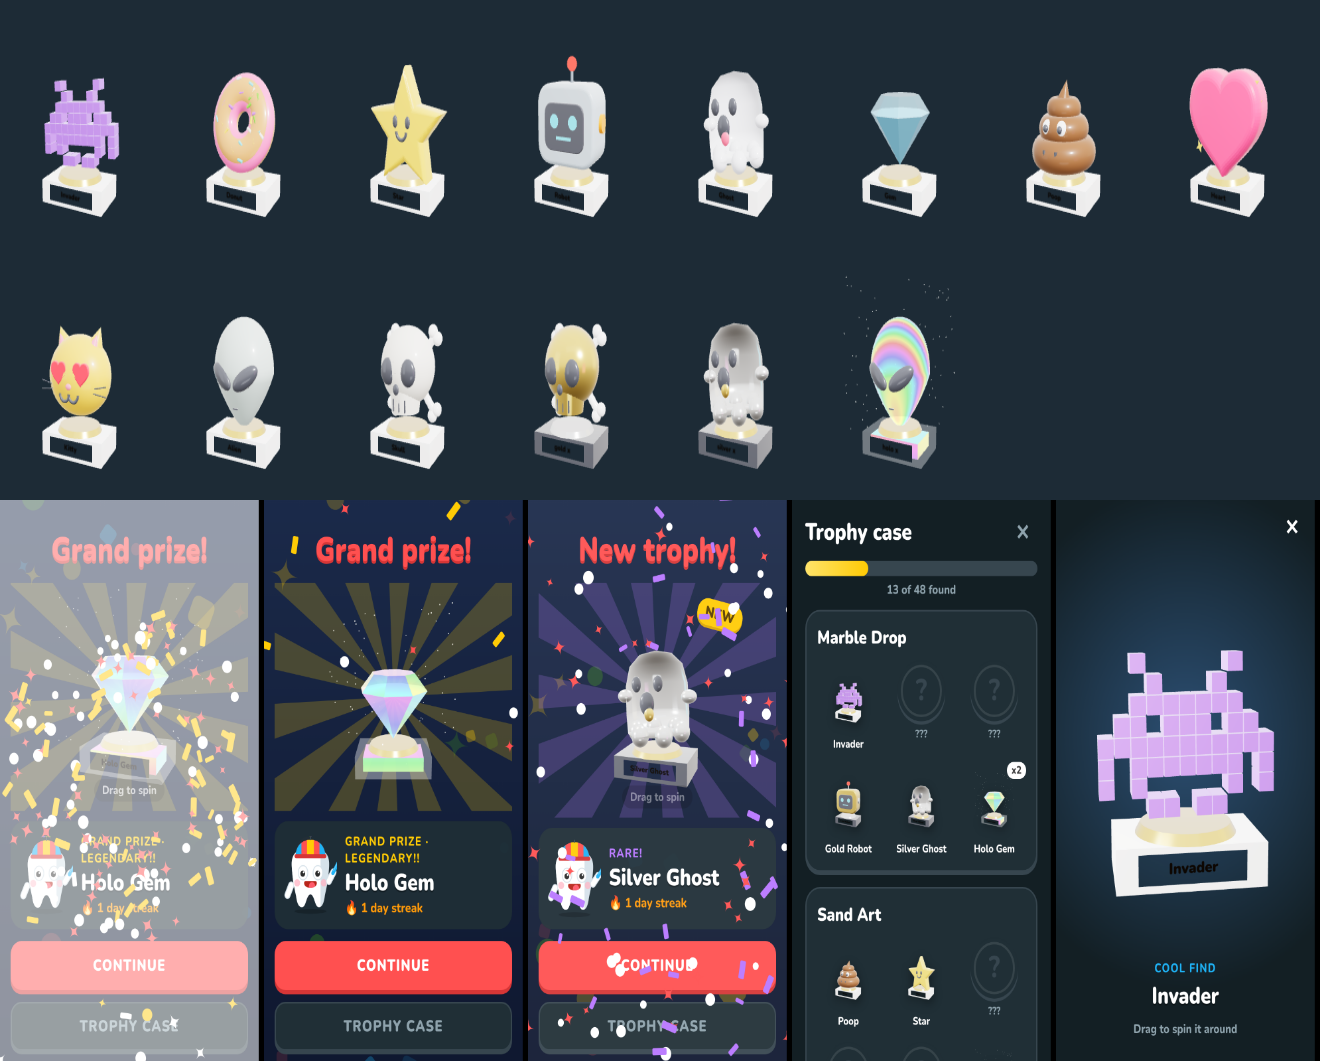 Poop
Grand prize!
Drag to spin
GRAND PRIZE ·
LEGENDARY!!
Holo Gem
1 day streak
CONTINUE
TROPHY CASE
Grand prize!
GRAND PRIZE ·
LEGENDARY!!
Holo Gem
1 day streak
CONTINUE
TROPHY CASE
New trophy!
NEW
Silver Ghost
Drag to spin
RARE!
Silver Ghost
1 day streak
CONTINUE
TROPHY CASE
Trophy case
×
13 of 48 found
Marble Drop
?
?
Invader
???
???
x2
Gold Robot
Silver Ghost
Holo Gem
Sand Art
?
Poop
Star
???
×
Invader
COOL FIND
Invader
Drag to spin it around